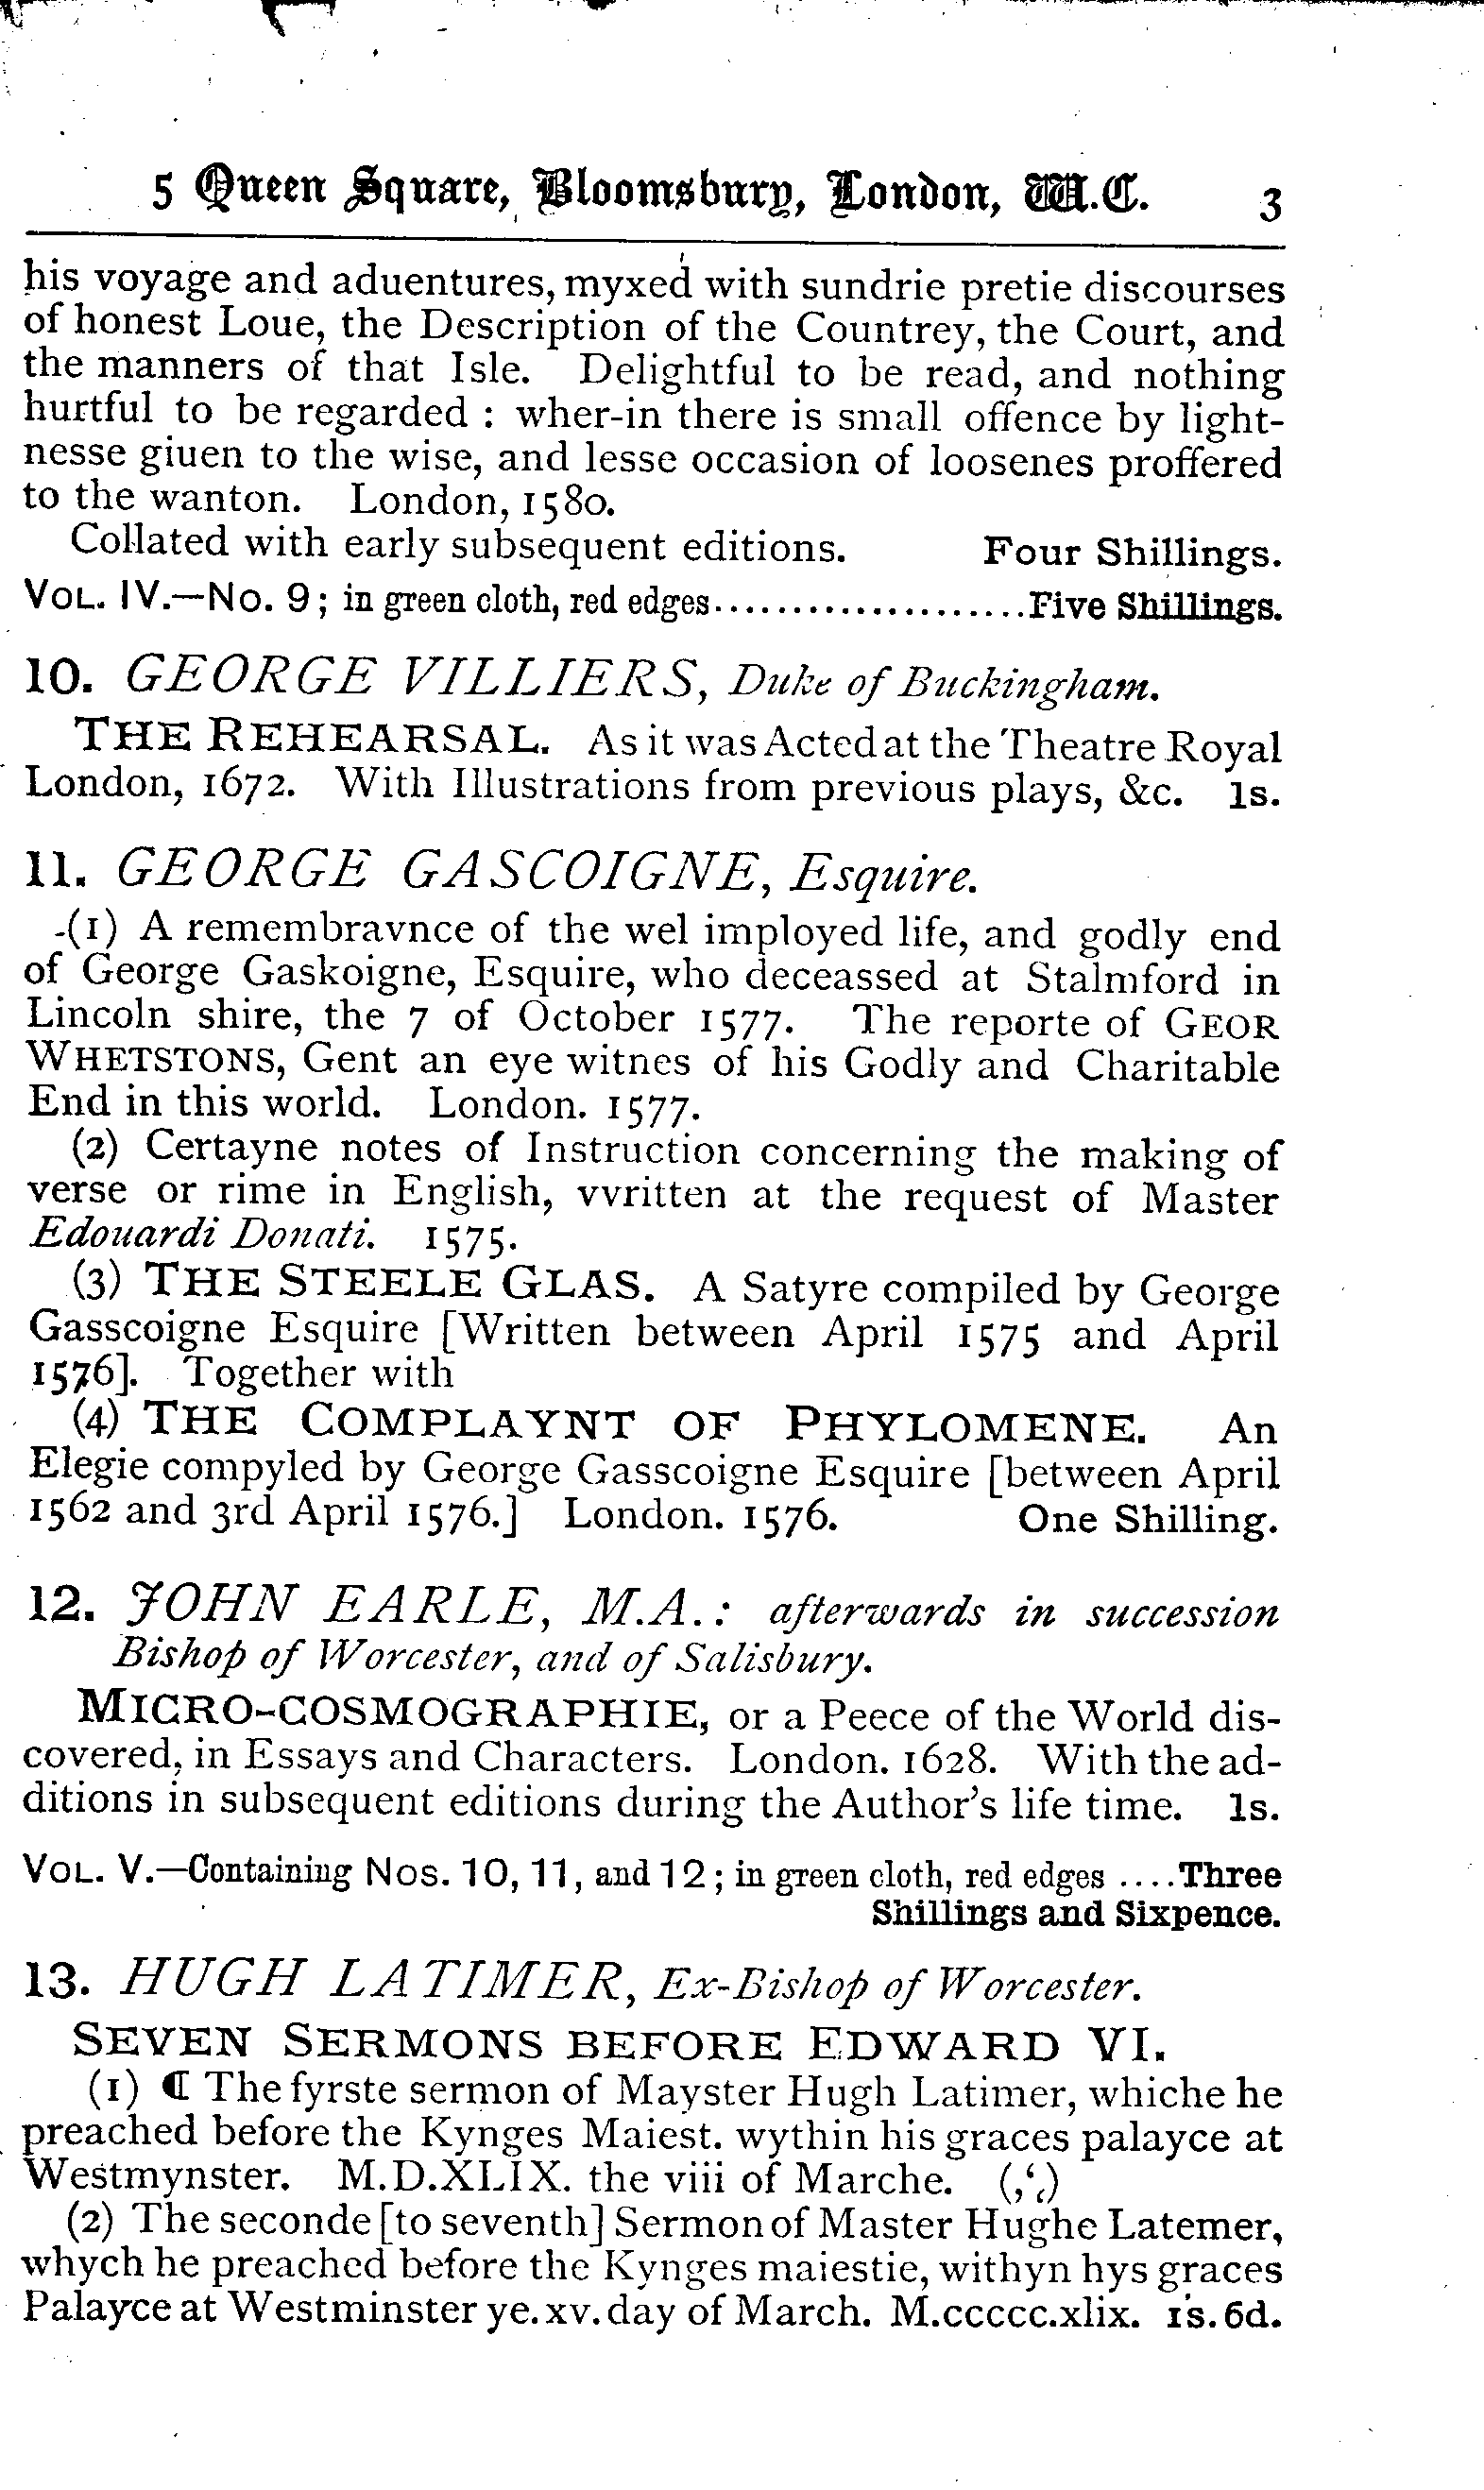 5 Queen Square, Bloomsbury, London, W.C. 3
his voyage and aduentures, myxed with sundrie pretie discourses
of honest Loue, the Description of the Countrey, the Court, and
the manners of that Isle. Delightful to be read, and nothing
hurtful to be regarded : wher-in there is small offence by light-
nesse giuen to the wise, and lesse occasion of loosenes proffered
to the wanton. London, 1580.
Collated with early subsequent editions. Four Shillings.
VOL. IV.—No. 9; in green cloth, red edges.....................Five Shillings.
10. GEORGE VILLIERS, Duke of Buckingham.
THE REHEARSAL. As it was Acted at the Theatre Royal
London, 1672. With Illustrations from previous plays, &c. 1s.
11. GEORGE GASCOIGNE, Esquire.
(1) A remembravnce of the wel imployed life, and godly end
of George Gaskoigne, Esquire, who deceassed at Stalmford in
Lincoln shire, the 7 of October 1577. The reporte of GEOR
WHETSTONS, Gent an eye witnes of his Godly and Charitable
End in this world. London. 1577.
(2) Certayne notes of Instruction concerning the making of
verse or rime in English, vvritten at the request of Master
Edouardi Donati. 1575.
(3) THE STEELE GLAS. A Satyre compiled by George
Gasscoigne Esquire [Written between April 1575 and April
1576]. Together with
(4) THE COMPLAYNT OF PHYLOMENE. An
Elegie compyled by George Gasscoigne Esquire [between April
1562 and 3rd April 1576.] London. 1576. One Shilling.
12. JOHN EARLE, M.A.: afterwards in succession
Bishop of Worcester, and of Salisbury.
MICRO-COSMOGRAPHIE, or a Peece of the World dis-
covered, in Essays and Characters. London. 1628. With the ad-
ditions in subsequent editions during the Author's life time. 1s.
VOL. V.—Containing Nos. 10, 11, and 12; in green cloth, red edges ....Three
Shillings and Sixpence.
13. HUGH LATIMER, Ex-Bishop of Worcester.
SEVEN SERMONS BEFORE EDWARD VI.
(1) ¶ The fyrste sermon of Mayster Hugh Latimer, whiche he
preached before the Kynges Maiest. wythin his graces palayce at
Westmynster. M.D.XLIX. the viii of Marche. (,‘,)
(2) The seconde [to seventh] Sermon of Master Hughe Latemer,
whych he preached before the Kynges maiestie, withyn hys graces
Palayce at Westminster ye. xv. day of March. M.ccccc.xlix. 1s. 6d.